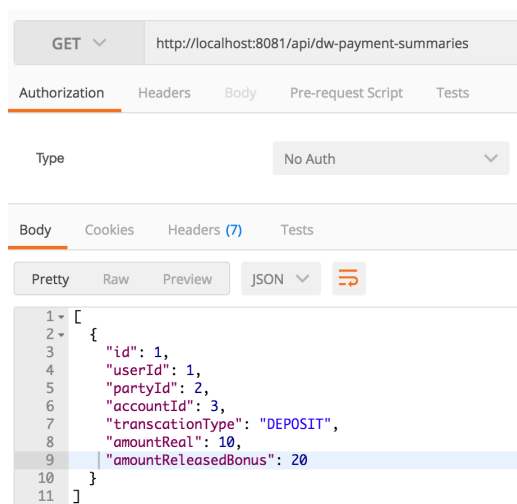 GET http://localhost:8081/api/dw-payment-summaries
Authorization Headers Body Pre-request Script Tests
Type No Auth
Body Cookies Headers (7) Tests
Pretty Raw Preview JSON
1 [
2 {
3 "id": 1,
4 "userId": 1,
5 "partyId": 2,
6 "accountId": 3,
7 "transcationType": "DEPOSIT",
8 "amountReal": 10,
9 "amountReleasedBonus": 20
10 }
11 ]